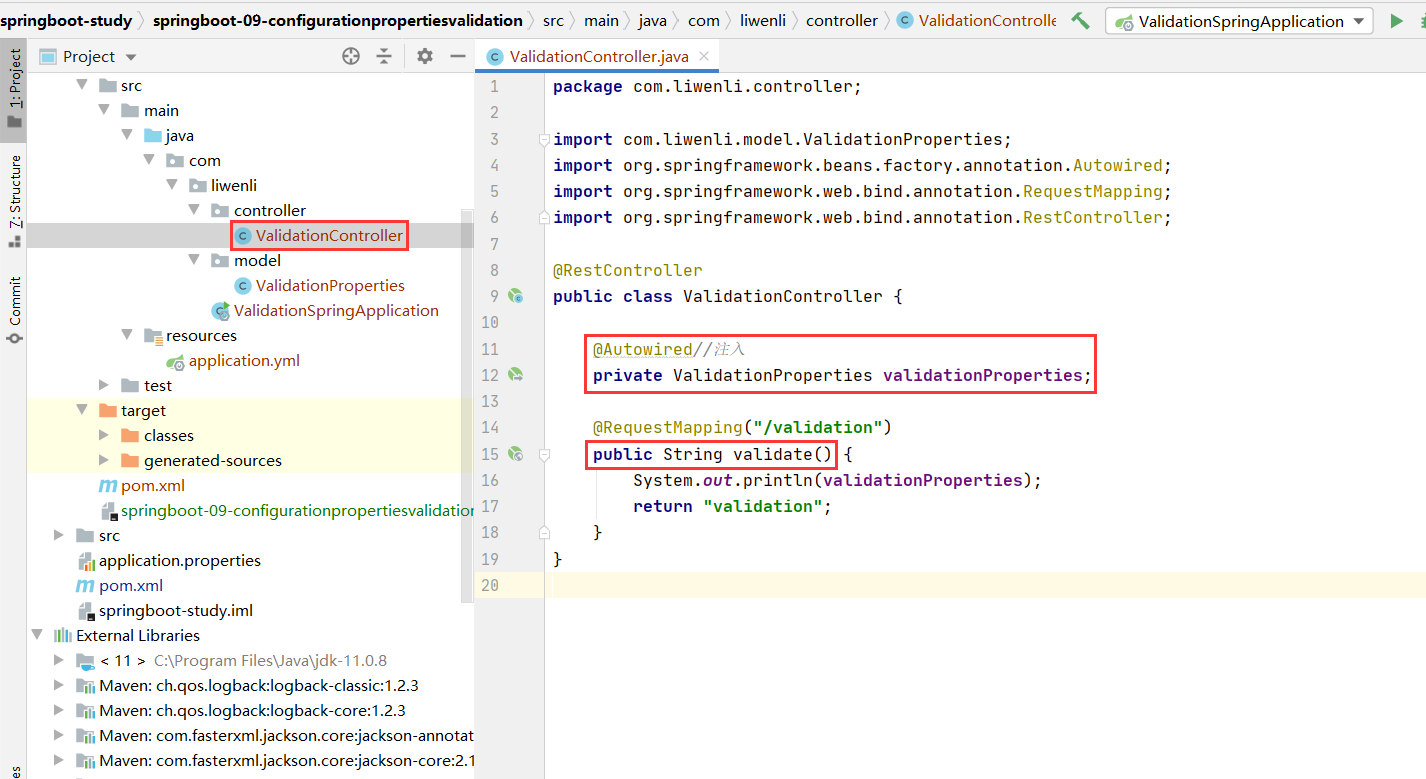 springboot-study springboot-09-configurationpropertiesvalidation src main java com liwenli controller ValidationControlle ValidationSpringApplication
Project
ValidationController.java
1: Project
Z: Structure
Commit
src
main
java
com
liwenli
controller
ValidationController
model
ValidationProperties
ValidationSpringApplication
resources
application.yml
test
target
classes
generated-sources
pom.xml
springboot-09-configurationpropertiesvalidation
src
application.properties
pom.xml
springboot-study.iml
External Libraries
< 11 > C:\Program Files\Java\jdk-11.0.8
Maven: ch.qos.logback:logback-classic:1.2.3
Maven: ch.qos.logback:logback-core:1.2.3
Maven: com.fasterxml.jackson.core:jackson-annotat
Maven: com.fasterxml.jackson.core:jackson-core:2.1
1 package com.liwenli.controller;
2
3 import com.liwenli.model.ValidationProperties;
4 import org.springframework.beans.factory.annotation.Autowired;
5 import org.springframework.web.bind.annotation.RequestMapping;
6 import org.springframework.web.bind.annotation.RestController;
7
8 @RestController
9 public class ValidationController {
10
11 @Autowired//注入
12 private ValidationProperties validationProperties;
13
14 @RequestMapping("/validation")
15 public String validate() {
16 System.out.println(validationProperties);
17 return "validation";
18 }
19 }
20